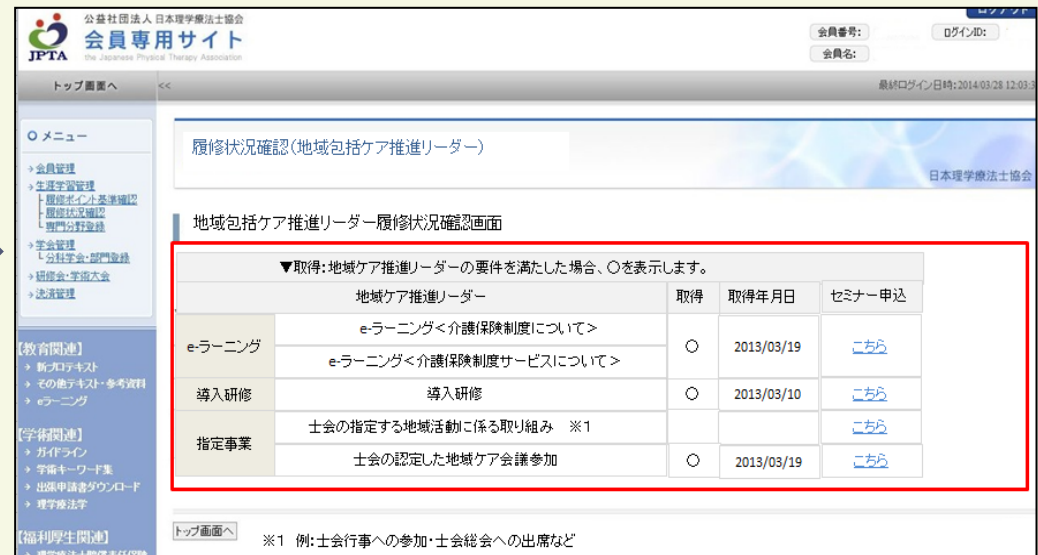 公益社団法人 日本理学療法士協会
会員専用サイト
JPTA the Japanese Physical Therapy Association
ログアウト
会員番号: ログインID:
会員名:
トップ画面へ << 最終ログイン日時:2014/03/28 12:03:3
メニュー
会員管理
生涯学習管理
履修ポイント基準確認
履修状況確認
専門分野登録
学会管理
分科学会・部門登録
研修会・学術大会
決済管理
【教育関連】
新プロテキスト
その他テキスト・参考資料
eラーニング
【学術関連】
ガイドライン
学術キーワード集
出張申請書ダウンロード
理学療法学
【福利厚生関連】
理学療法士賠償責任保険
履修状況確認(地域包括ケア推進リーダー)
日本理学療法士協会
地域包括ケア推進リーダー履修状況確認画面
▼取得:地域ケア推進リーダーの要件を満たした場合、○を表示します。
地域ケア推進リーダー 取得 取得年月日 セミナー申込
e-ラーニング e-ラーニング<介護保険制度について> ○ 2013/03/19 こちら
e-ラーニング<介護保険制度サービスについて>
導入研修 導入研修 ○ 2013/03/10 こちら
指定事業 士会の指定する地域活動に係る取り組み ※1 こちら
士会の認定した地域ケア会議参加 ○ 2013/03/19 こちら
トップ画面へ
※1 例:士会行事への参加・士会総会への出席など